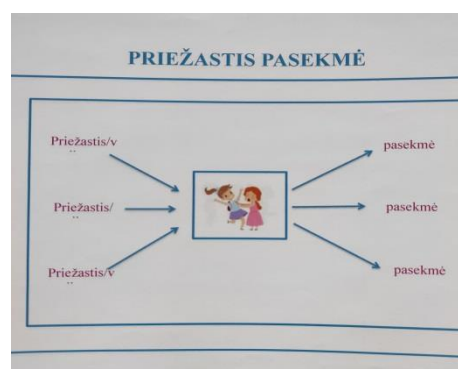 PRIEŽASTIS PASEKMĖ
Priežastis/v
pasekmė
Priežastis/
pasekmė
Priežastis/v
pasekmė